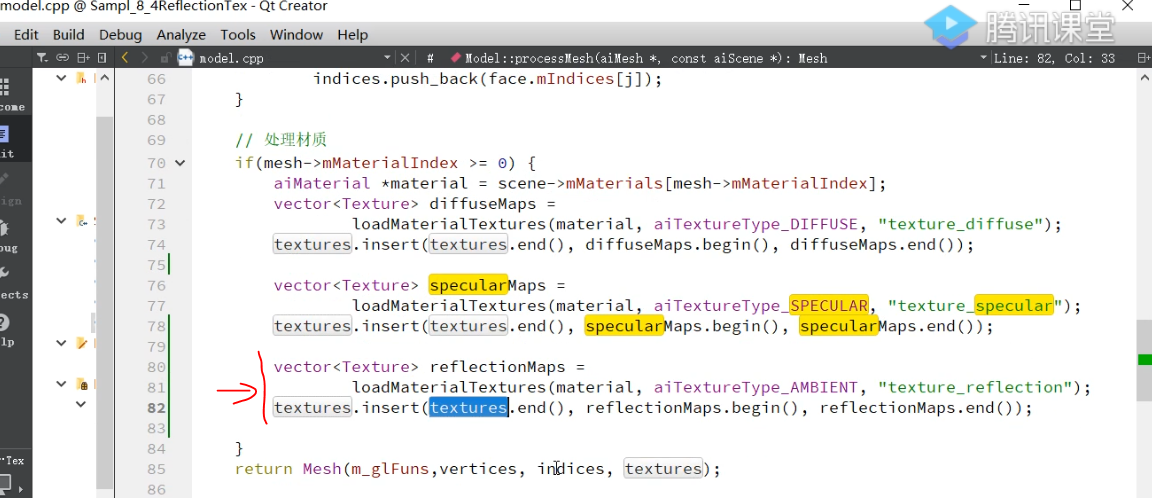 model.cpp @ Sampl_8_4ReflectionTex - Qt Creator
腾讯课堂
Edit Build Debug Analyze Tools Window Help
model.cpp # Model::processMesh(aiMesh *, const aiScene *): Mesh Line: 82, Col: 33
66 indices.push_back(face.mIndices[j]);
67 }
68
69 // 处理材质
70 if(mesh->mMaterialIndex >= 0) {
71 aiMaterial *material = scene->mMaterials[mesh->mMaterialIndex];
72 vector<Texture> diffuseMaps =
73 loadMaterialTextures(material, aiTextureType_DIFFUSE, "texture_diffuse");
74 textures.insert(textures.end(), diffuseMaps.begin(), diffuseMaps.end());
75
76 vector<Texture> specularMaps =
77 loadMaterialTextures(material, aiTextureType_SPECULAR, "texture_specular");
78 textures.insert(textures.end(), specularMaps.begin(), specularMaps.end());
79
80 vector<Texture> reflectionMaps =
81 loadMaterialTextures(material, aiTextureType_AMBIENT, "texture_reflection");
82 textures.insert(textures.end(), reflectionMaps.begin(), reflectionMaps.end());
83
84 }
85 return Mesh(m_glFuns,vertices, indices, textures);
86